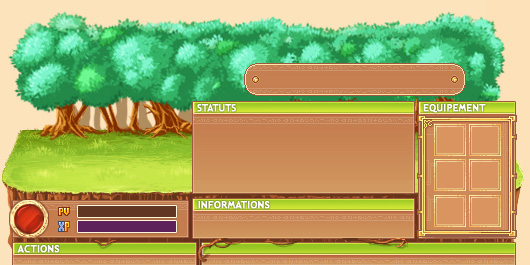 STATUTS
EQUIPEMENT
INFORMATIONS
PV
XP
ACTIONS